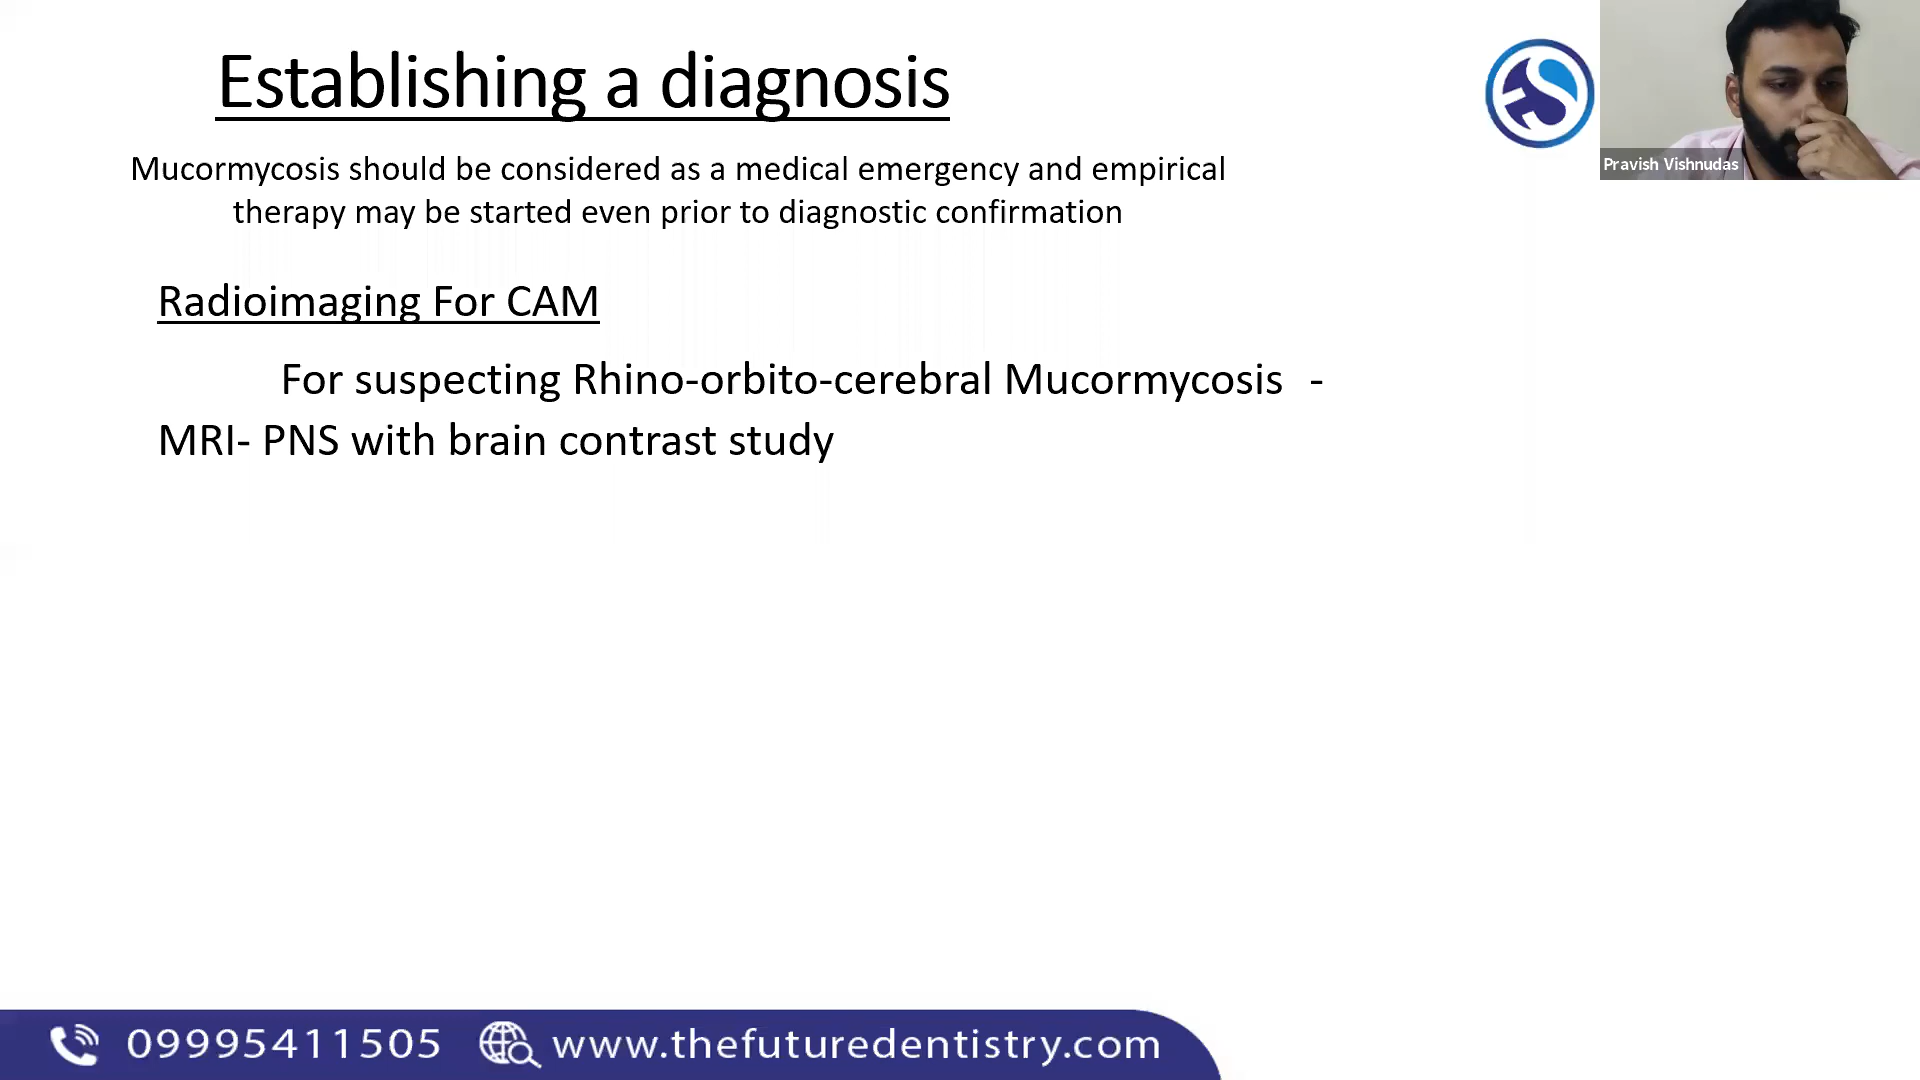 Establishing a diagnosis
Pravish Vishnudas
Mucormycosis should be considered as a medical emergency and empirical
therapy may be started even prior to diagnostic confirmation
Radioimaging For CAM
For suspecting Rhino-orbito-cerebral Mucormycosis -
MRI- PNS with brain contrast study
09995411505 www.thefuturedentistry.com